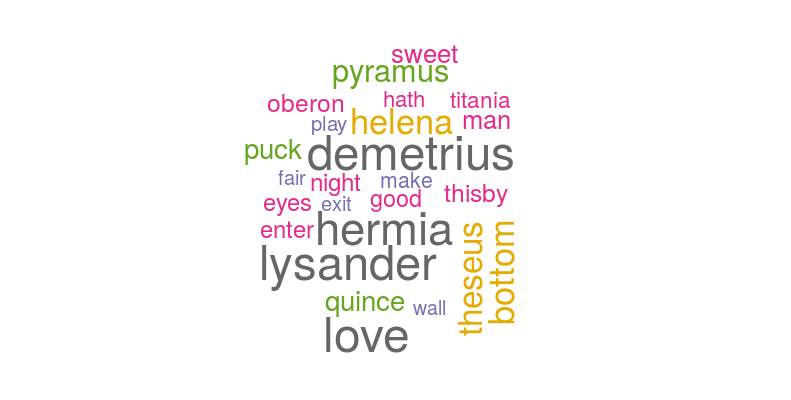 sweet
pyramus
oberon hath titania
play helena man
puck demetrius
fair night make
eyes exit good thisby
enter hermia
lysander
theseus
bottom
quince wall
love